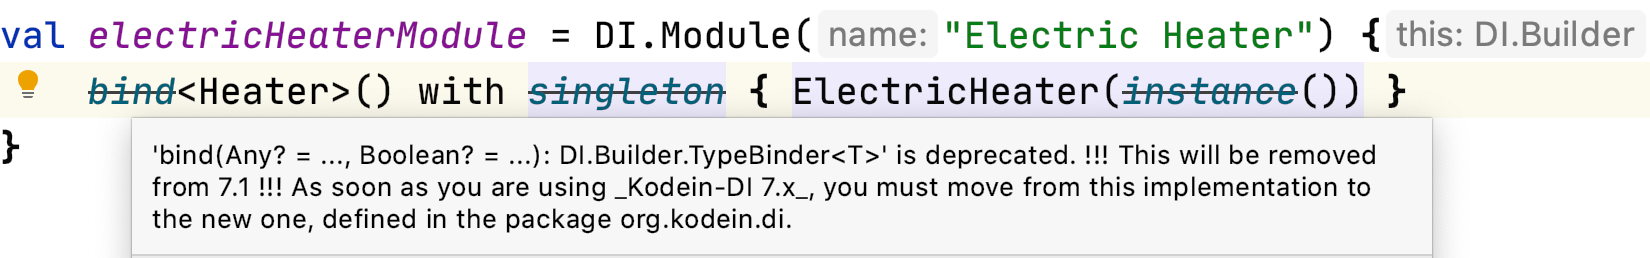 val electricHeaterModule = DI.Module( name: "Electric Heater") { this: DI.Builder
bind<Heater>() with singleton { ElectricHeater(instance()) }
}
'bind(Any? = ..., Boolean? = ...): DI.Builder.TypeBinder<T>' is deprecated. !!! This will be removed
from 7.1 !!! As soon as you are using _Kodein-DI 7.x_, you must move from this implementation to
the new one, defined in the package org.kodein.di.